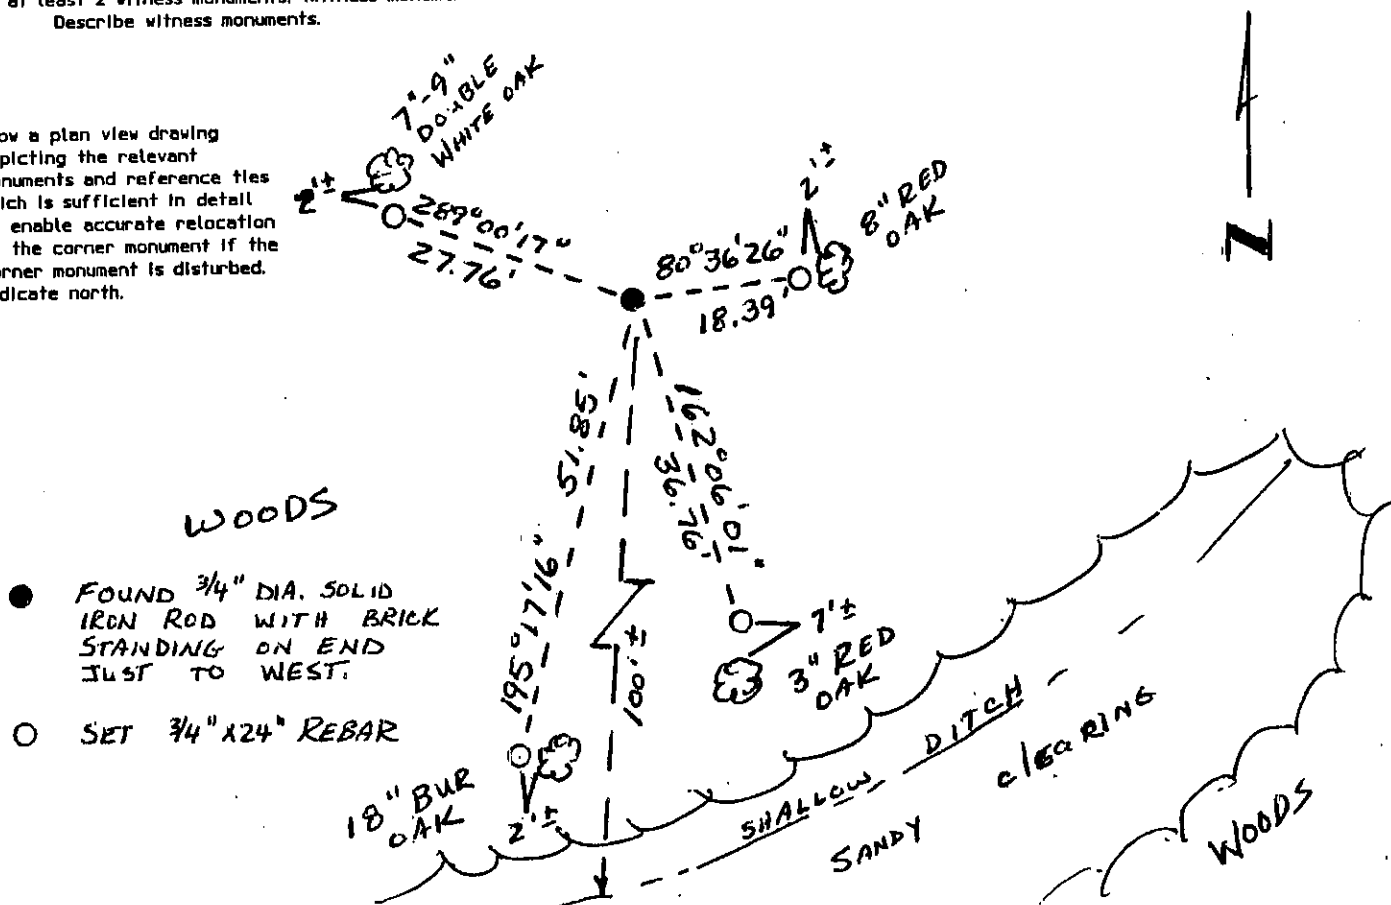 Describe witness monuments.
7"-9"
DOUBLE
WHITE OAK
ow a plan view drawing
picting the relevant
numents and reference ties
ich is sufficient in detail
enable accurate relocation
the corner monument if the
rner monument is disturbed.
dicate north.
2'±
289°00'17"
27.76'
2'±
8" RED
OAK
80°36'26"
18.39'
N
51.85'
195°17'16"
162°06'01"
36.76'
100'±
WOODS
FOUND 3/4" DIA. SOLID
IRON ROD WITH BRICK
STANDING ON END
JUST TO WEST.
SET 3/4"x24" REBAR
7'±
3" RED
OAK
18" BUR
OAK
2'±
SHALLOW DITCH
SANDY
clEaRING
WOODS